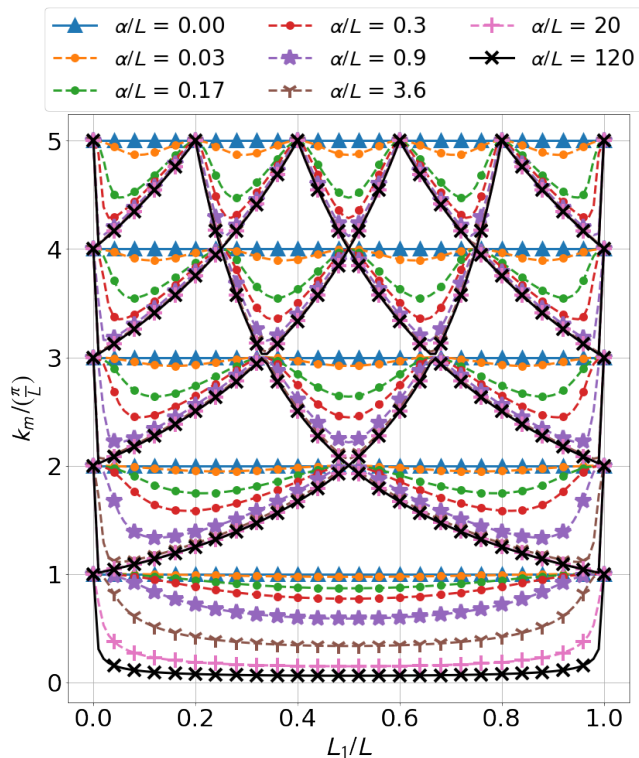 α/L = 0.00 α/L = 0.3 α/L = 20
α/L = 0.03 α/L = 0.9 α/L = 120
α/L = 0.17 α/L = 3.6
5
4
3
2
1
0
k_m/(π/L)
0.0 0.2 0.4 0.6 0.8 1.0
L_1/L